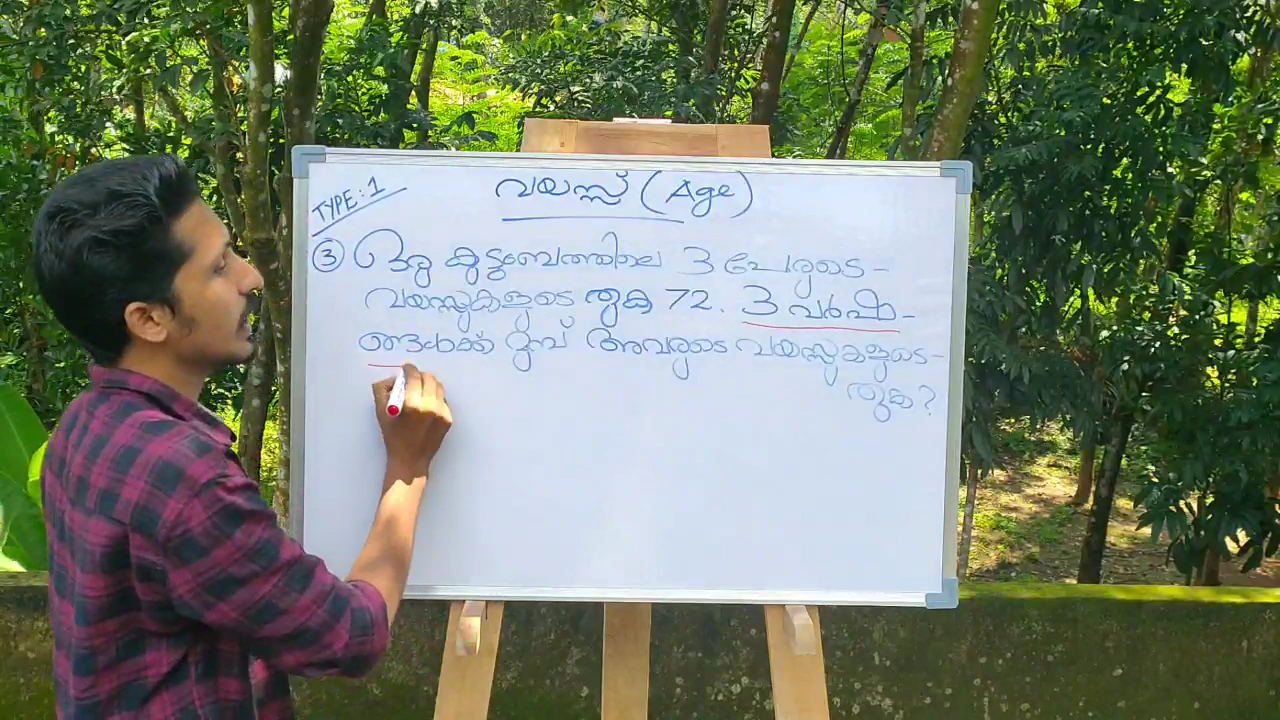 TYPE: 1
വയസ്സ് (Age)
③ ഒരു കുടുംബത്തിലെ 3 പേരുടെ-
വയസ്സുകളുടെ തുക 72. 3 വർഷ-
ങ്ങൾക്ക് മുമ്പ് അവരുടെ വയസ്സുകളുടെ-
തുക?